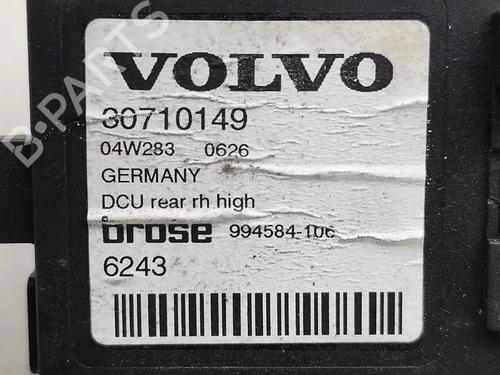 VOLVO
30710149
04W283 0626
GERMANY
DCU rear rh high
brose 994584-106
6243
B-PARTS